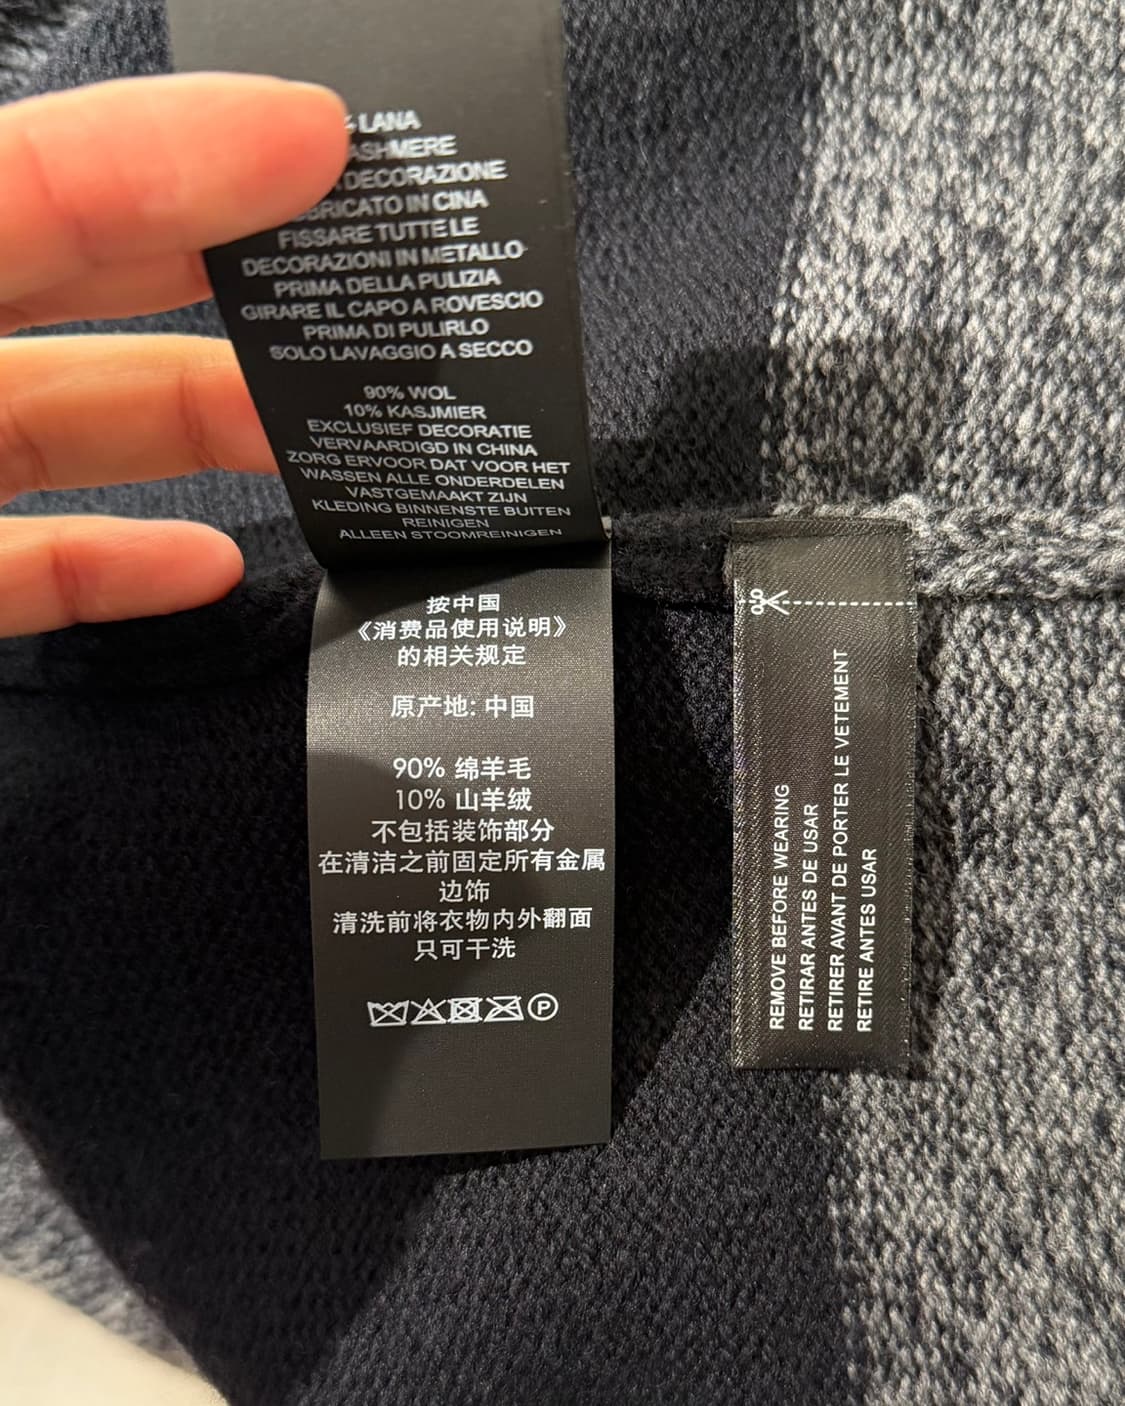 LANA
DECORAZIONE
IN CINA
FISSARE TUTTE LE
DECORAZIONI IN METALLO
PRIMA DELLA PULIZIA
GIRARE IL CAPO A ROVESCIO
PRIMA DI PULIRLO
SOLO LAVAGGIO A SECCO
90% WOL
10% KASJMIER
EXCLUSIEF DECORATIE
VERVAARDIGD IN CHINA
ZORG ERVOOR DAT VOOR HET
WASSEN ALLE ONDERDELEN
VASTGEMAAKT ZIJN
KLEDING BINNENSTE BUITEN
REINIGEN
ALLEEN STOOMREINIGEN
按中国
《消费品使用说明》
的相关规定
原产地: 中国
90% 绵羊毛
10% 山羊绒
不包括装饰部分
在清洁之前固定所有金属
边饰
清洗前将衣物内外翻面
只可干洗
P
REMOVE BEFORE WEARING
RETIRAR ANTES DE USAR
RETIRER AVANT DE PORTER LE VETEMENT
RETIRE ANTES USAR